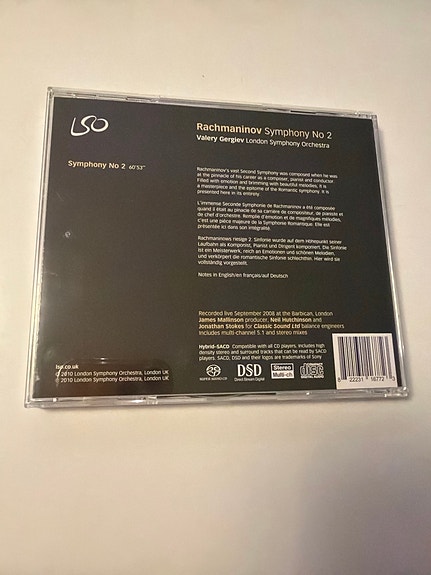 LSO
Rachmaninov Symphony No 2
Valery Gergiev London Symphony Orchestra
Symphony No 2 60'53"
Rachmaninov's vast Second Symphony was composed when he was
at the pinnacle of his career as a composer, pianist and conductor.
Filled with emotion and brimming with beautiful melodies, it is
a masterpiece and the epitome of the Romantic symphony. It is
presented here in its entirety.
L'immense Seconde Symphonie de Rachmaninov a été composée
quand il était au pinacle de sa carrière de compositeur, de pianiste et
de chef d'orchestre. Remplie d'émotion et de magnifiques mélodies,
c'est une pièce majeure de la Symphonie Romantique. Elle est
présentée ici dans son intégralité.
Rachmaninows riesige 2. Sinfonie wurde auf dem Höhepunkt seiner
Laufbahn als Komponist, Pianist und Dirigent komponiert. Die Sinfonie
ist ein Meisterwerk, reich an Emotionen und schönen Melodien,
und verkörpert die romantische Sinfonie schlechthin. Hier wird sie
vollständig vorgestellt.
Notes in English/en français/auf Deutsch
Recorded live September 2008 at the Barbican, London
James Mallinson producer, Neil Hutchinson and
Jonathan Stokes for Classic Sound Ltd balance engineers
Includes multi-channel 5.1 and stereo mixes
Hybrid-SACD Compatible with all CD players. Includes high
density stereo and surround tracks that can be read by SACD
players. SACD, DSD and their logos are trademarks of Sony
lso.co.uk
℗ 2010 London Symphony Orchestra, London UK
© 2010 London Symphony Orchestra, London UK
SUPER AUDIO CD
DSD
Direct Stream Digital
Stereo
Multi-ch
COMPACT disc
DIGITAL AUDIO
8 22231 16772 3